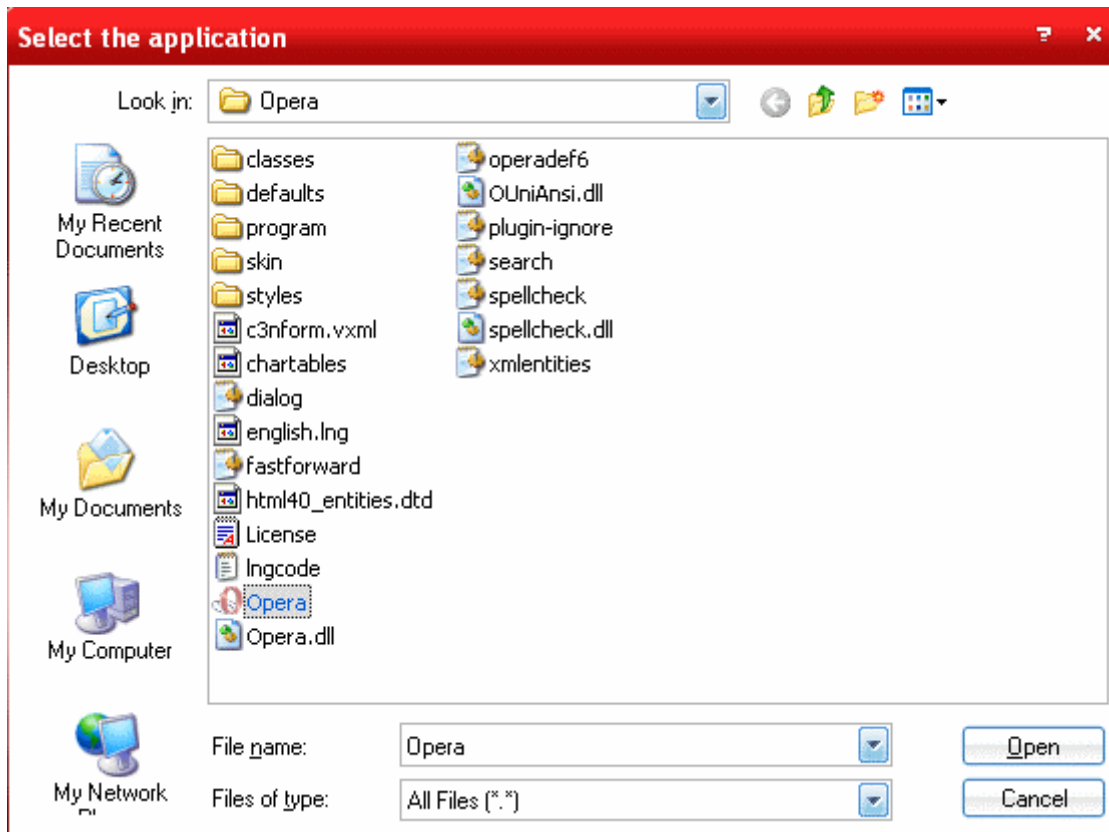 Select the application
Look in:
Opera
My Recent
Documents
Desktop
My Documents
My Computer
My Network
classes
defaults
program
skin
styles
c3nform.vxml
chartables
dialog
english.lng
fastforward
html40_entities.dtd
License
lngcode
Opera
Opera.dll
operadef6
OUniAnsi.dll
plugin-ignore
search
spellcheck
spellcheck.dll
xmlentities
File name:
Opera
Open
Files of type:
All Files (*.*)
Cancel